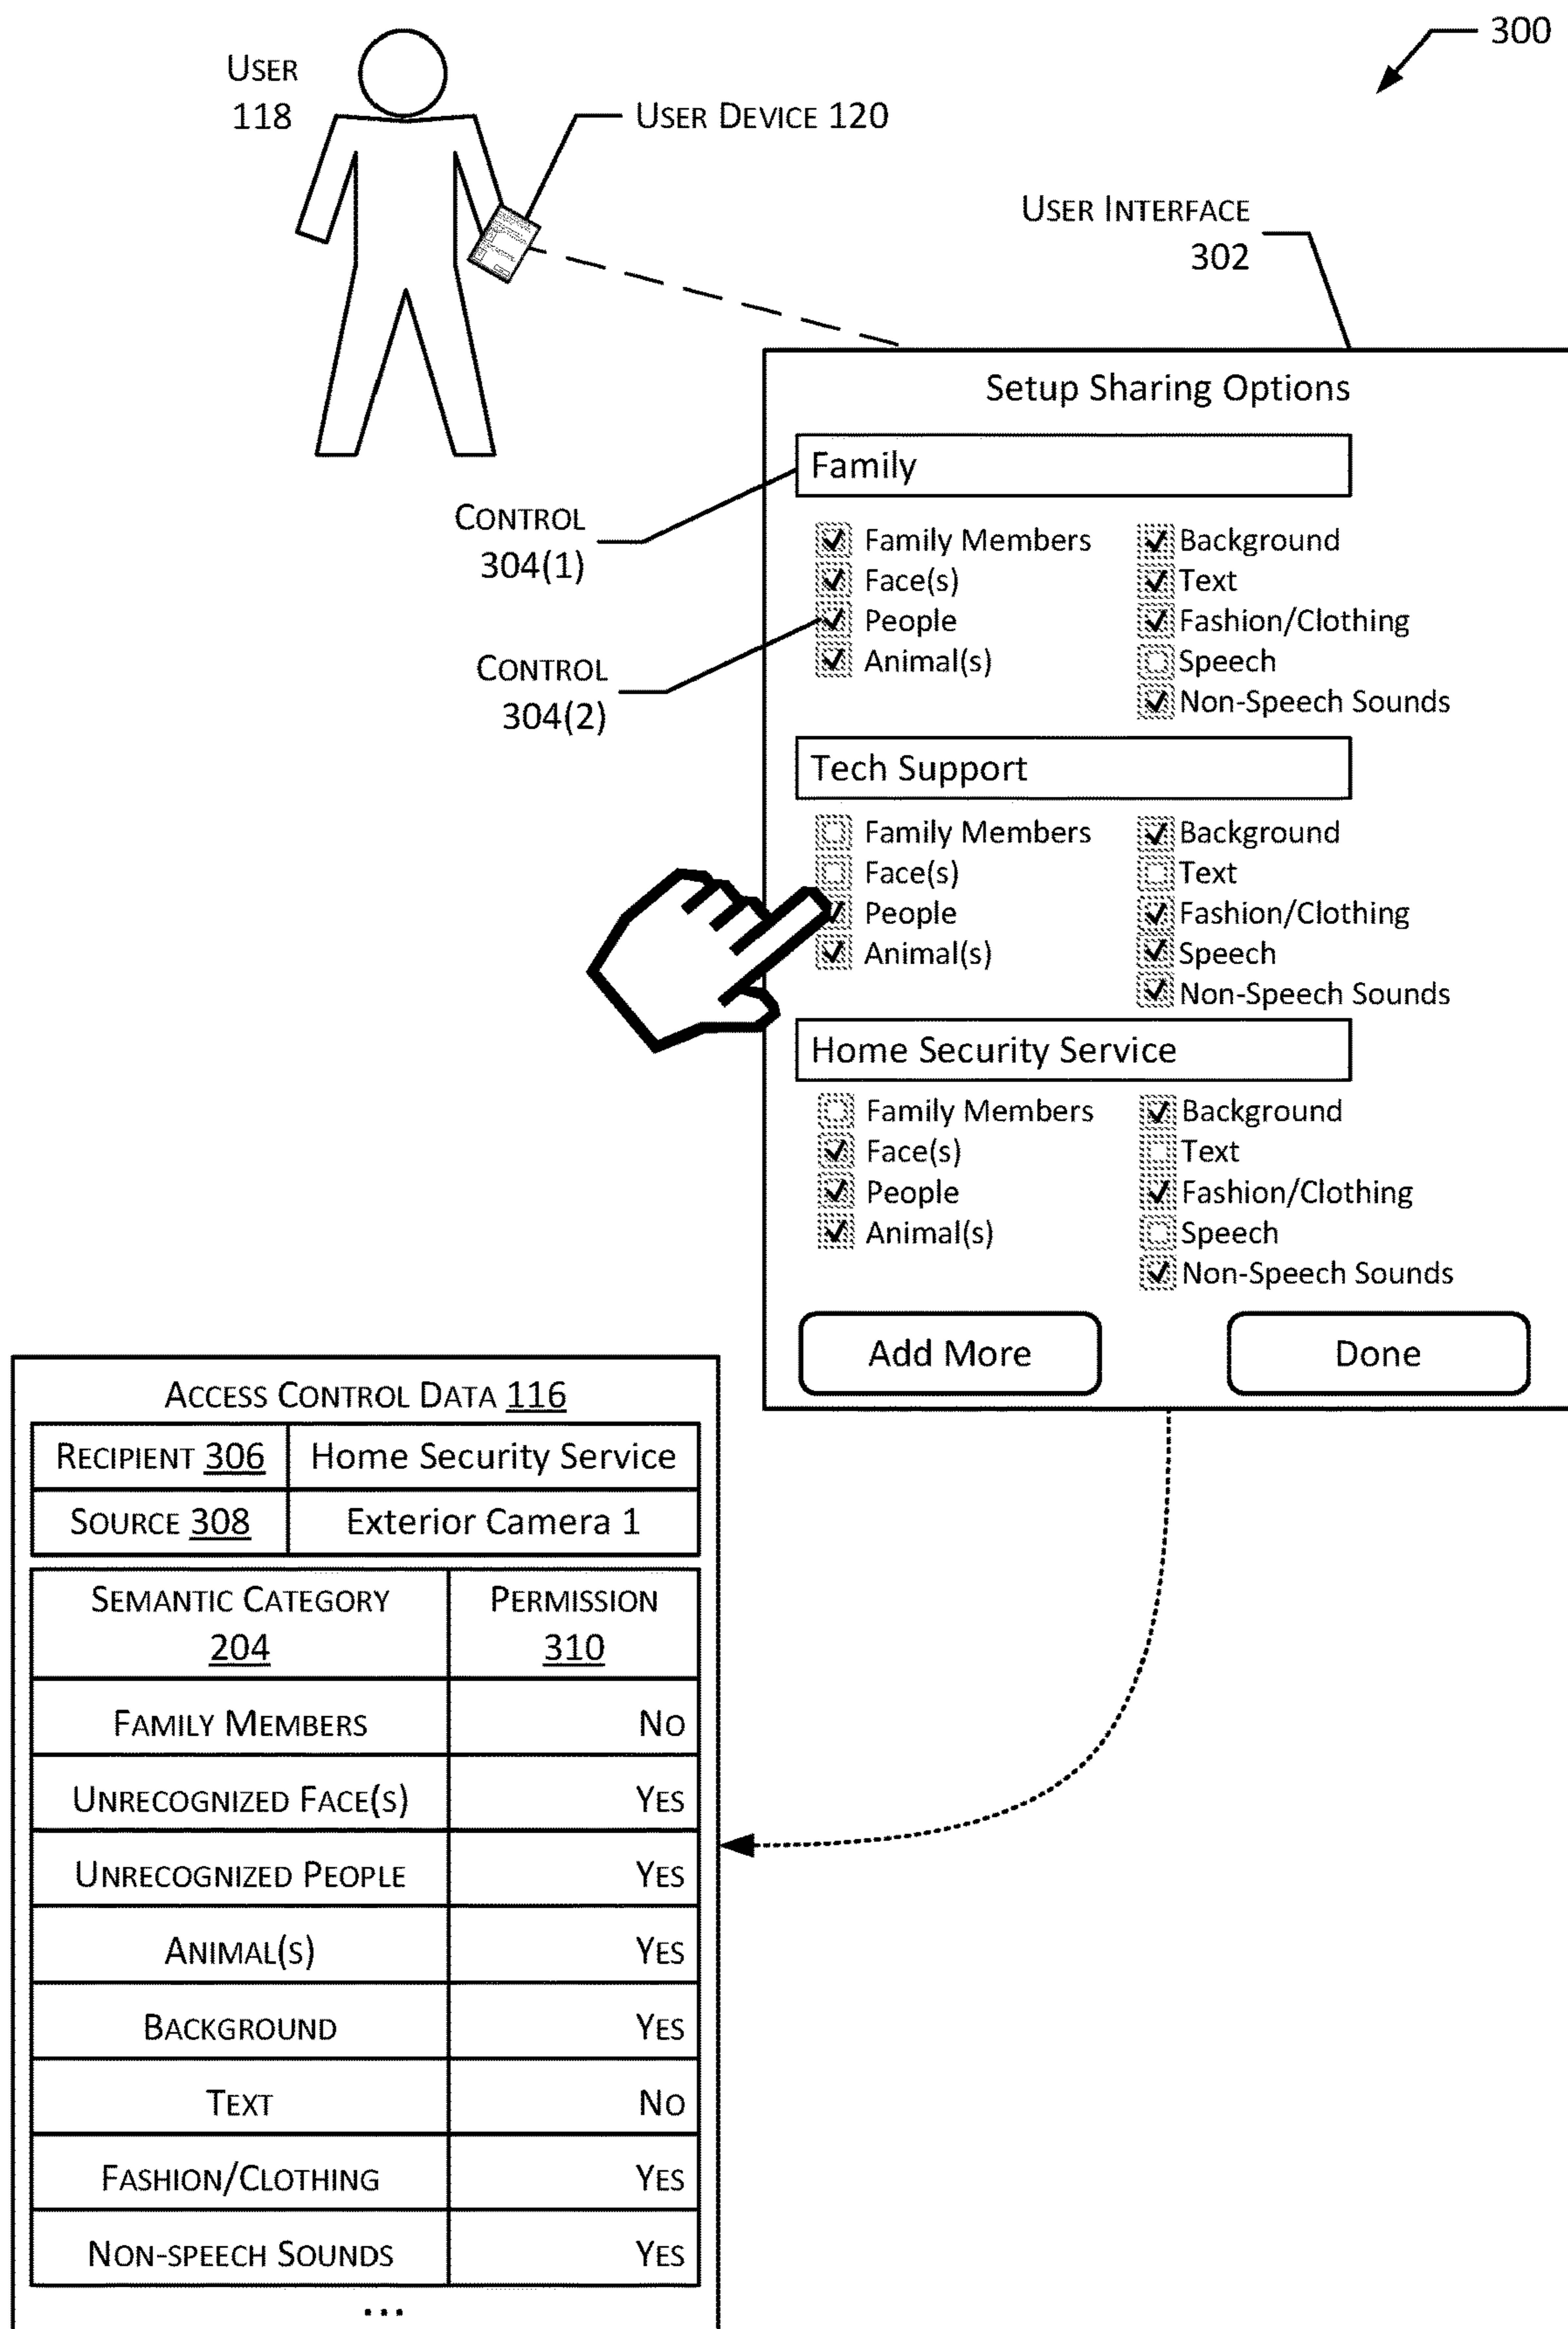 300
USER
118
USER DEVICE 120
USER INTERFACE
302
Setup Sharing Options
Family
CONTROL
304(1)
Family Members
Background
Face(s)
Text
People
Fashion/Clothing
Animal(s)
Speech
CONTROL
304(2)
Non-Speech Sounds
Tech Support
Family Members
Background
Face(s)
Text
People
Fashion/Clothing
Animal(s)
Speech
Non-Speech Sounds
Home Security Service
Family Members
Background
Face(s)
Text
People
Fashion/Clothing
Animal(s)
Speech
Non-Speech Sounds
Add More
Done
ACCESS CONTROL DATA 116
RECIPIENT 306 Home Security Service
SOURCE 308 Exterior Camera 1
SEMANTIC CATEGORY
204
PERMISSION
310
FAMILY MEMBERS NO
UNRECOGNIZED FACE(S) YES
UNRECOGNIZED PEOPLE YES
ANIMAL(S) YES
BACKGROUND YES
TEXT NO
FASHION/CLOTHING YES
NON-SPEECH SOUNDS YES
...